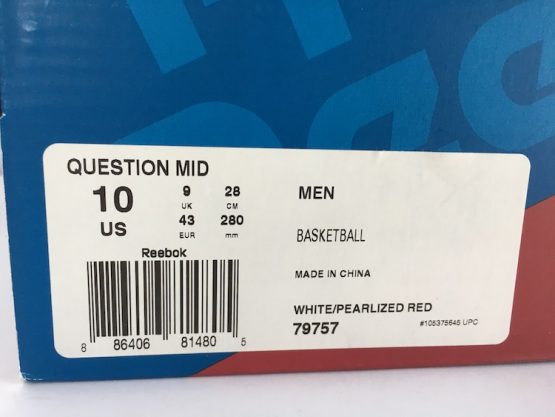 QUESTION MID
10 9 28 MEN
US UK CM
43 280
EUR mm
BASKETBALL
Reebok
MADE IN CHINA
WHITE/PEARLIZED RED
79757 #105375645 UPC
8 86406 81480 5